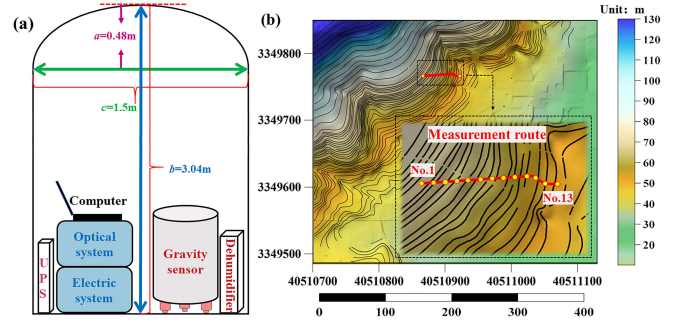 (a)
a=0.48m
c=1.5m
b=3.04m
Computer
Optical
system
Electric
system
UPS
Gravity
sensor
Dehumidifier
(b)
Unit: m
3349850
3349700
3349600
3349500
40510700
40510800
40510900
40511000
40511100
Measurement route
No.1
No.13
0
100
200
300
400
130
120
110
100
90
80
70
60
50
40
30
20
10